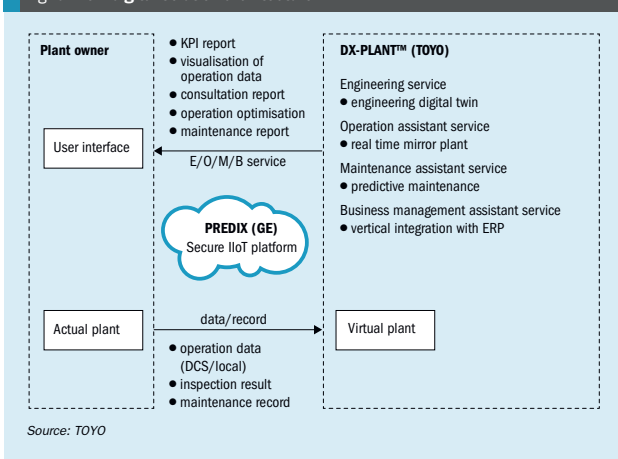 Plant owner
• KPI report
• visualisation of
operation data
• consultation report
• operation optimisation
• maintenance report
E/O/M/B service
User interface
DX-PLANT™ (TOYO)
Engineering service
• engineering digital twin
Operation assistant service
• real time mirror plant
Maintenance assistant service
• predictive maintenance
Business management assistant service
• vertical integration with ERP
PREDIX (GE)
Secure IIoT platform
Actual plant
data/record
• operation data
(DCS/local)
• inspection result
• maintenance record
Virtual plant
Source: TOYO